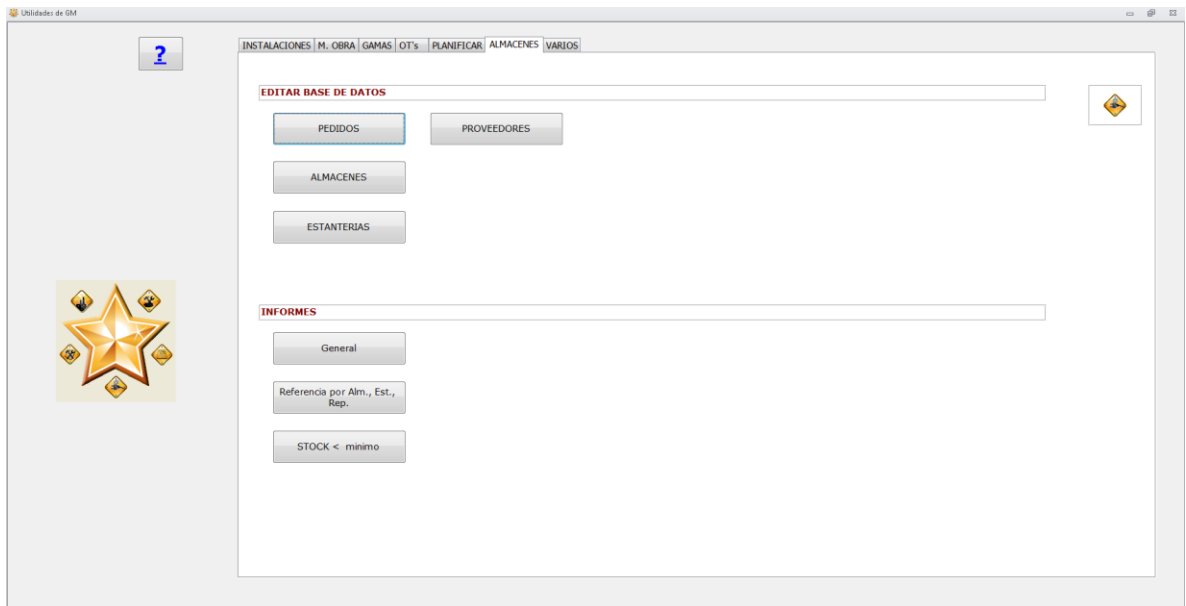 Utilidades de GM
?
INSTALACIONES M. OBRA GAMAS OT's PLANIFICAR ALMACENES VARIOS
EDITAR BASE DE DATOS
PEDIDOS PROVEEDORES
ALMACENES
ESTANTERIAS
INFORMES
General
Referencia por Alm., Est.,
Rep.
STOCK < minimo